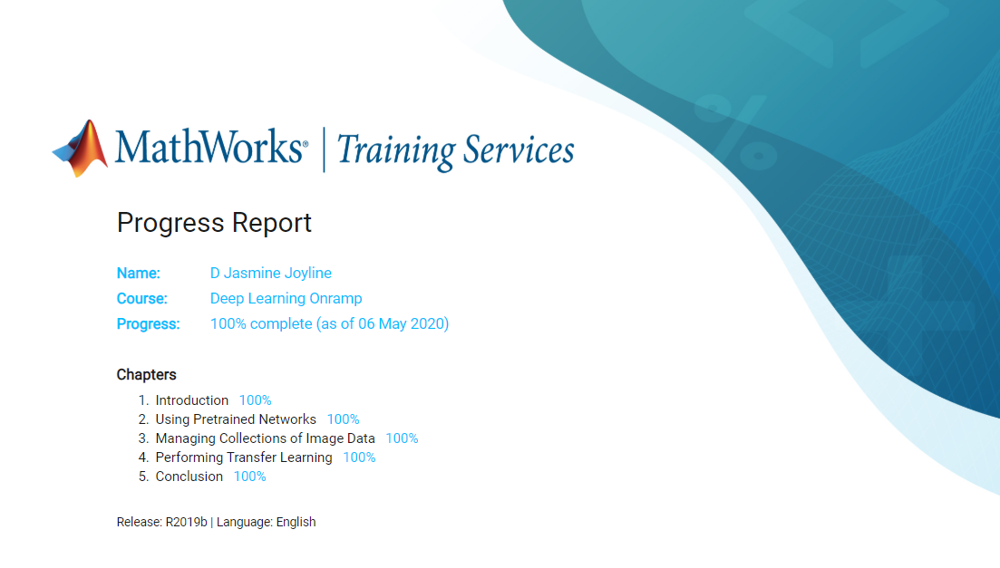 MathWorks® | Training Services
Progress Report
Name: D Jasmine Joyline
Course: Deep Learning Onramp
Progress: 100% complete (as of 06 May 2020)
Chapters
1. Introduction 100%
2. Using Pretrained Networks 100%
3. Managing Collections of Image Data 100%
4. Performing Transfer Learning 100%
5. Conclusion 100%
Release: R2019b | Language: English